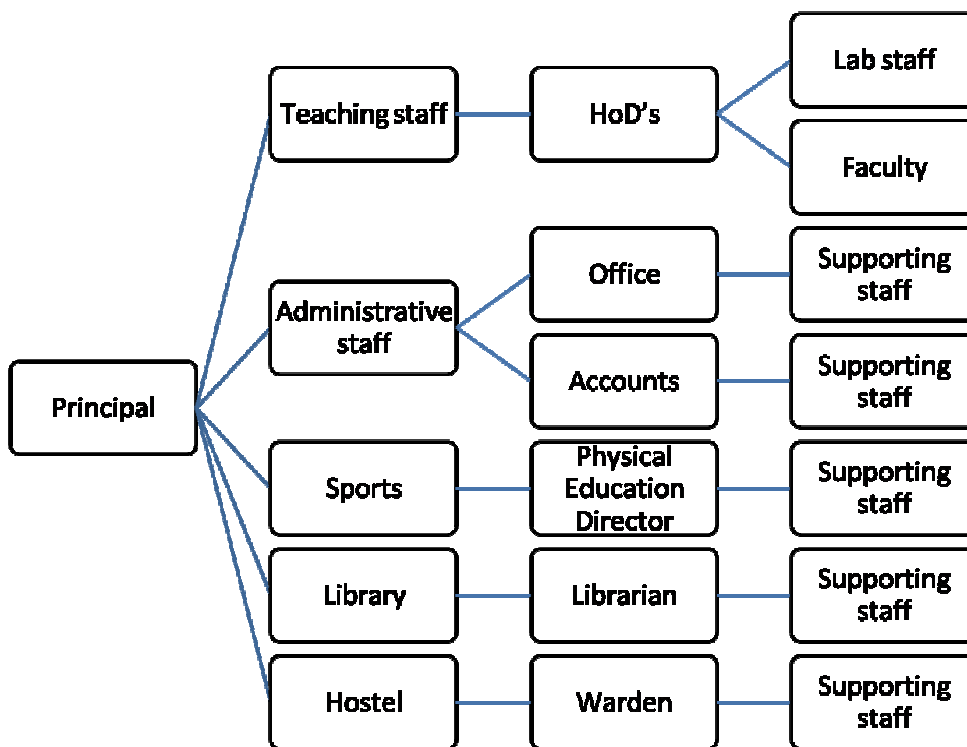 Lab staff
Teaching staff
HoD's
Faculty
Office
Supporting
staff
Administrative
staff
Accounts
Supporting
staff
Principal
Sports
Physical
Education
Director
Supporting
staff
Library
Librarian
Supporting
staff
Hostel
Warden
Supporting
staff